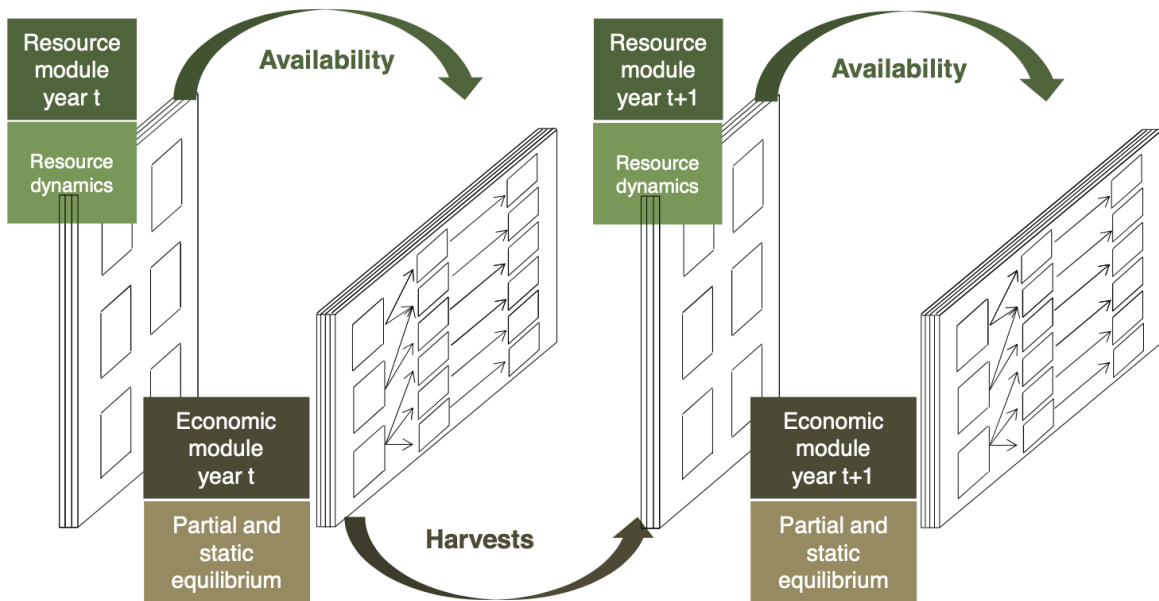 Resource
module
year t
Resource
dynamics
Availability
Economic
module
year t
Partial and
static
equilibrium
Harvests
Resource
module
year t+1
Resource
dynamics
Availability
Economic
module
year t+1
Partial and
static
equilibrium